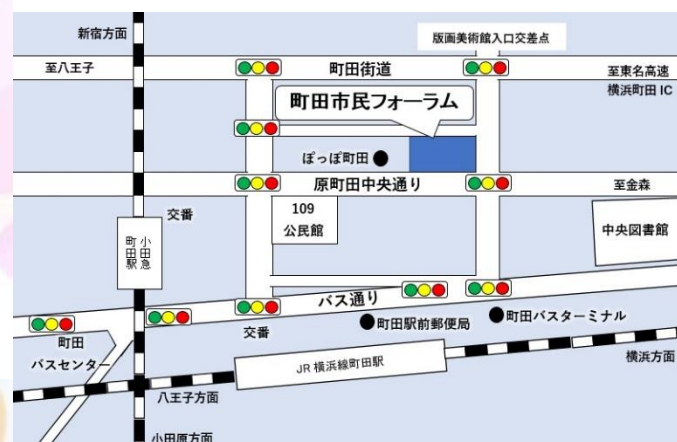 新宿方面
版画美術館入口交差点
至八王子
町田街道
至東名高速
横浜町田 IC
町田市民フォーラム
ぽっぽ町田
原町田中央通り
至金森
交番
109
公民館
中央図書館
小田急
町田駅
バス通り
町田
バスセンター
交番
町田駅前郵便局
町田バスターミナル
JR 横浜線町田駅
横浜方面
八王子方面
小田原方面